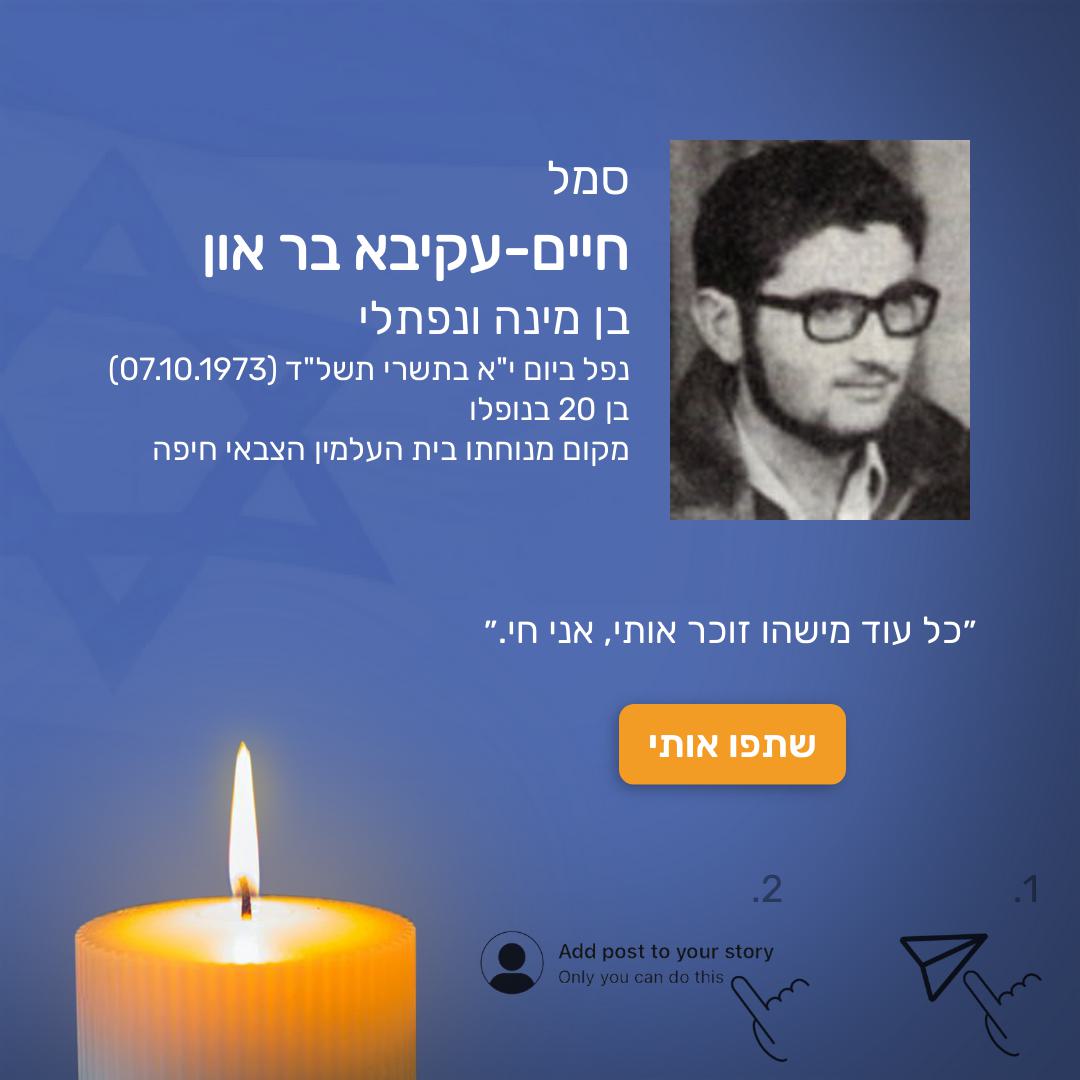 סמל
חיים-עקיבא בר און
בן מינה ונפתלי
נפל ביום י"א בתשרי תשל"ד (07.10.1973)
בן 20 בנופלו
מקום מנוחתו בית העלמין הצבאי חיפה
״כל עוד מישהו זוכר אותי, אני חי.״
שתפו אותי
1.
2.
Add post to your story
Only you can do this